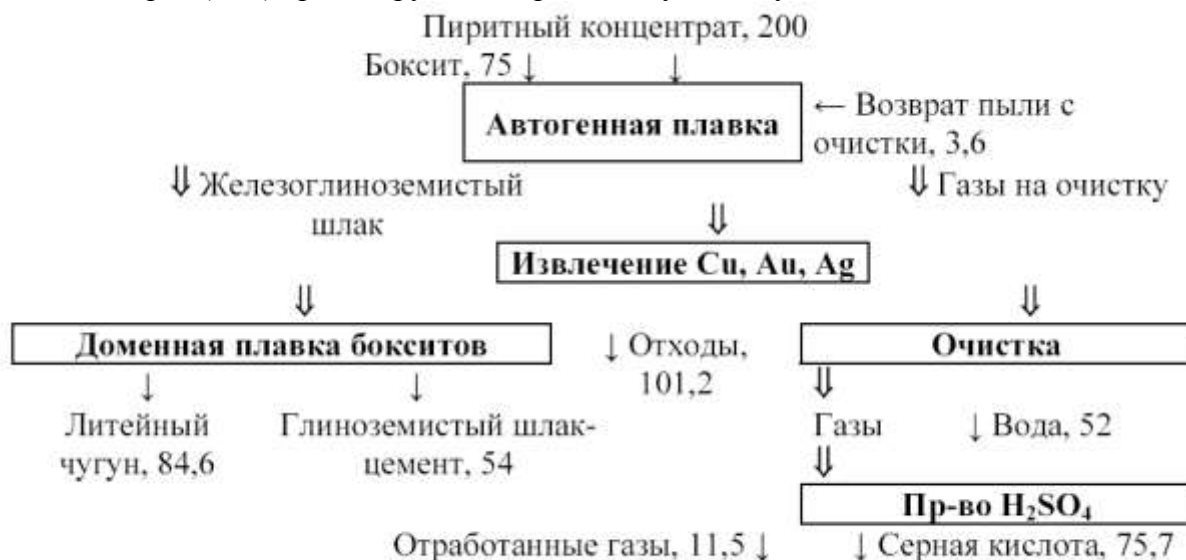 Пиритный концентрат, 200
Боксит, 75 ↓ ↓
Автогенная плавка
← Возврат пыли с
очистки, 3,6
⇓ Железоглиноземистый
шлак
⇓ Газы на очистку
⇓
Извлечение Cu, Au, Ag
⇓ ⇓
Доменная плавка бокситов
↓ Отходы,
101,2
Очистка
↓ ↓ ⇓
Литейный
чугун, 84,6
Глиноземистый шлак-
цемент, 54
Газы ↓ Вода, 52
⇓
Пр-во H₂SO₄
Отработанные газы, 11,5 ↓ ↓ Серная кислота, 75,7